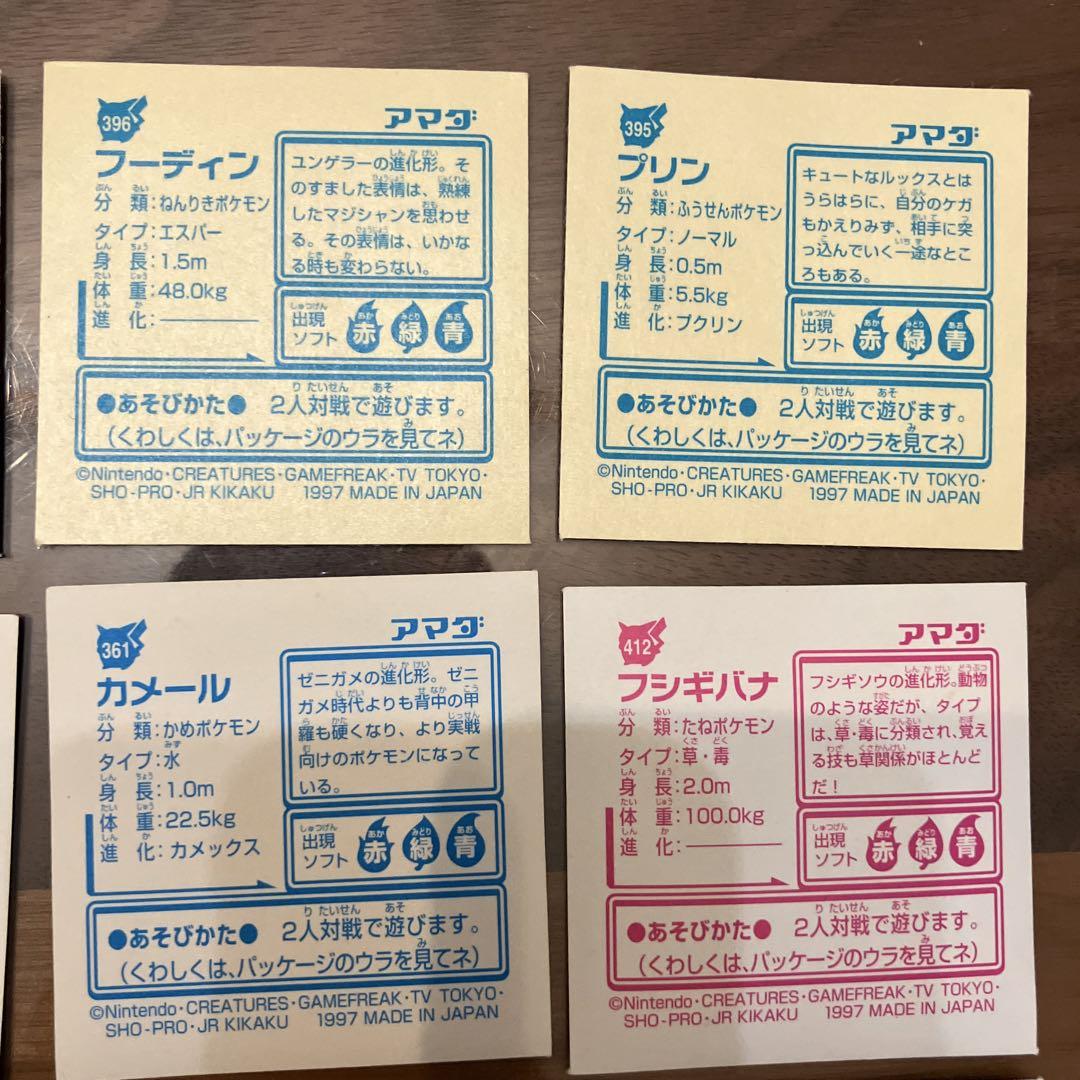 396
アマダ
フーディン
分類:ねんりきポケモン
タイプ:エスパー
身長:1.5m
体重:48.0kg
進化:————
ユンゲラーの進化形。そ
のすました表情は、熟練
したマジシャンを思わせ
る。その表情は、いかな
る時も変わらない。
出現
ソフト
赤 緑 青
●あそびかた● 2人対戦で遊びます。
(くわしくは、パッケージのウラを見てネ)
©Nintendo・CREATURES・GAMEFREAK・TV TOKYO・
SHO-PRO・JR KIKAKU 1997 MADE IN JAPAN
395
アマダ
プリン
分類:ふうせんポケモン
タイプ:ノーマル
身長:0.5m
体重:5.5kg
進化:プクリン
キュートなルックスとは
うらはらに、自分のケガ
もかえりみず、相手に突
っ込んでいく一途なとこ
ろもある。
出現
ソフト
赤 緑 青
●あそびかた● 2人対戦で遊びます。
(くわしくは、パッケージのウラを見てネ)
©Nintendo・CREATURES・GAMEFREAK・TV TOKYO・
SHO-PRO・JR KIKAKU 1997 MADE IN JAPAN
361
アマダ
カメール
分類:かめポケモン
タイプ:水
身長:1.0m
体重:22.5kg
進化:カメックス
ゼニガメの進化形。ゼニ
ガメ時代よりも背中の甲
羅も硬くなり、より実戦
向けのポケモンになって
いる。
出現
ソフト
赤 緑 青
●あそびかた● 2人対戦で遊びます。
(くわしくは、パッケージのウラを見てネ)
©Nintendo・CREATURES・GAMEFREAK・TV TOKYO・
SHO-PRO・JR KIKAKU 1997 MADE IN JAPAN
412
アマダ
フシギバナ
分類:たねポケモン
タイプ:草・毒
身長:2.0m
体重:100.0kg
進化:————
フシギソウの進化形。動物
のような姿だが、タイプ
は、草・毒に分類され、覚え
る技も草関係がほとんど
だ!
出現
ソフト
赤 緑 青
●あそびかた● 2人対戦で遊びます。
(くわしくは、パッケージのウラを見てネ)
©Nintendo・CREATURES・GAMEFREAK・TV TOKYO・
SHO-PRO・JR KIKAKU 1997 MADE IN JAPAN